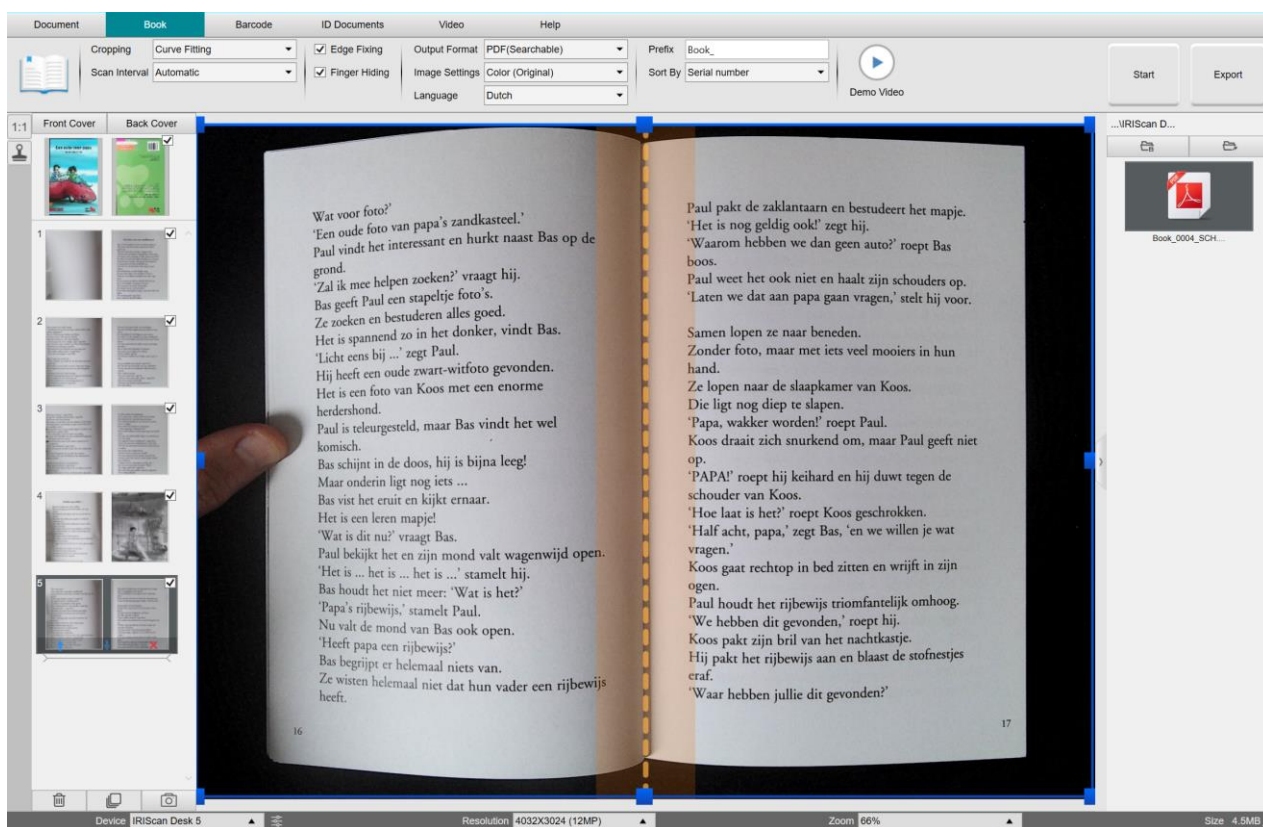 Document
Book
Barcode
ID Documents
Video
Help
Cropping
Curve Fitting
Scan Interval
Automatic
Edge Fixing
Finger Hiding
Output Format
PDF(Searchable)
Image Settings
Color (Original)
Language
Dutch
Prefix
Book_
Sort By
Serial number
Demo Video
Start
Export
1:1
Front Cover
Back Cover
1
2
3
4
5
Wat voor foto?’
‘Een oude foto van papa’s zandkasteel.’
Paul vindt het interessant en hurkt naast Bas op de
grond.
‘Zal ik mee helpen zoeken?’ vraagt hij.
Bas geeft Paul een stapeltje foto’s.
Ze zoeken en bestuderen alles goed.
Het is spannend zo in het donker, vindt Bas.
‘Licht eens bij ...’ zegt Paul.
Hij heeft een oude zwart-witfoto gevonden.
Het is een foto van Koos met een enorme
herdershond.
Paul is teleurgesteld, maar Bas vindt het wel
komisch.
Bas schijnt in de doos, hij is bijna leeg!
Maar onderin ligt nog iets ...
Bas vist het eruit en kijkt ernaar.
Het is een leren mapje!
‘Wat is dit nu?’ vraagt Bas.
Paul bekijkt het en zijn mond valt wagenwijd open.
‘Het is ... het is ... het is ...’ stamelt hij.
Bas houdt het niet meer: ‘Wat is het?’
‘Papa’s rijbewijs,’ stamelt Paul.
Nu valt de mond van Bas ook open.
‘Heeft papa een rijbewijs?’
Bas begrijpt er helemaal niets van.
Ze wisten helemaal niet dat hun vader een rijbewijs
heeft.
16
Paul pakt de zaklantaarn en bestudeert het mapje.
‘Het is nog geldig ook!’ zegt hij.
‘Waarom hebben we dan geen auto?’ roept Bas
boos.
Paul weet het ook niet en haalt zijn schouders op.
‘Laten we dat aan papa gaan vragen,’ stelt hij voor.
Samen lopen ze naar beneden.
Zonder foto, maar met iets veel mooiers in hun
hand.
Ze lopen naar de slaapkamer van Koos.
Die ligt nog diep te slapen.
‘Papa, wakker worden!’ roept Paul.
Koos draait zich snurkend om, maar Paul geeft niet
op.
‘PAPA!’ roept hij keihard en hij duwt tegen de
schouder van Koos.
‘Hoe laat is het?’ roept Koos geschrokken.
‘Half acht, papa,’ zegt Bas, ‘en we willen je wat
vragen.’
Koos gaat rechtop in bed zitten en wrijft in zijn
ogen.
Paul houdt het rijbewijs triomfantelijk omhoog.
‘We hebben dit gevonden,’ roept hij.
Koos pakt zijn bril van het nachtkastje.
Hij pakt het rijbewijs aan en blaast de stofnestjes
eraf.
‘Waar hebben jullie dit gevonden?’
17
...\IRIScan D...
PDF
Book_0004_SCH....
Device
IRIScan Desk 5
Resolution
4032X3024 (12MP)
Zoom
66%
Size 4.5MB